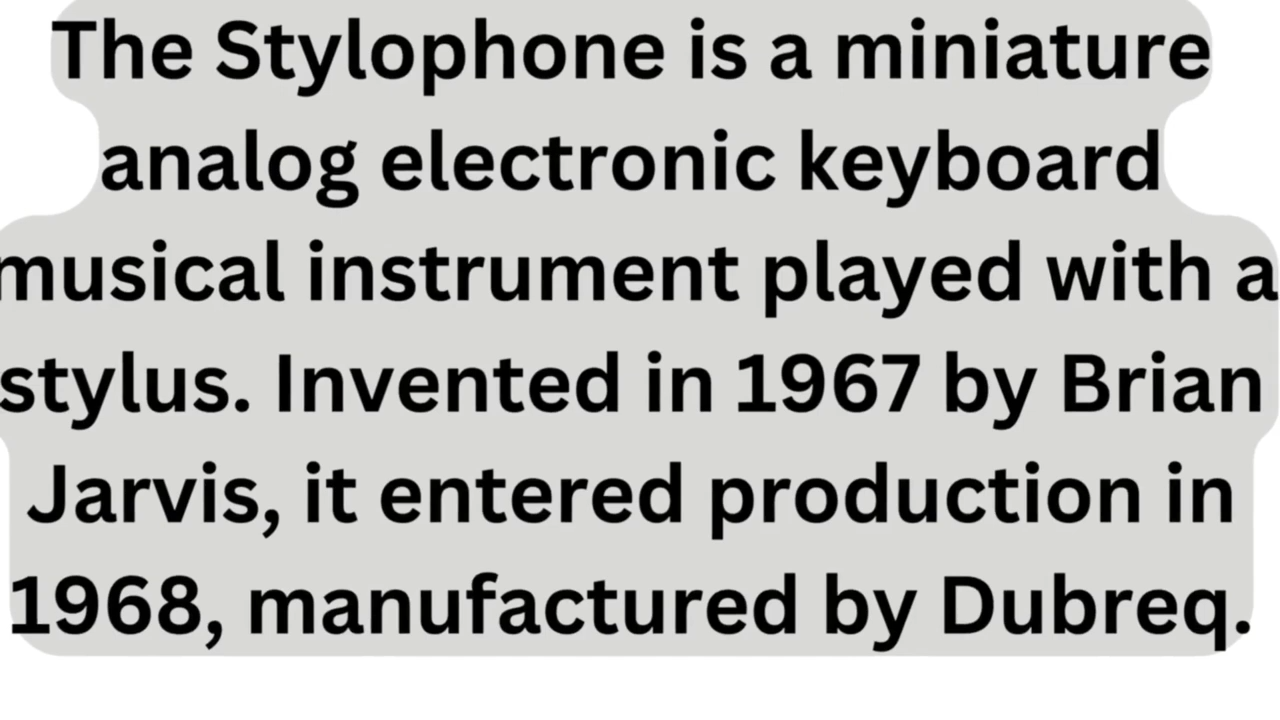 The Stylophone is a miniature
analog electronic keyboard
musical instrument played with a
stylus. Invented in 1967 by Brian
Jarvis, it entered production in
1968, manufactured by Dubreq.